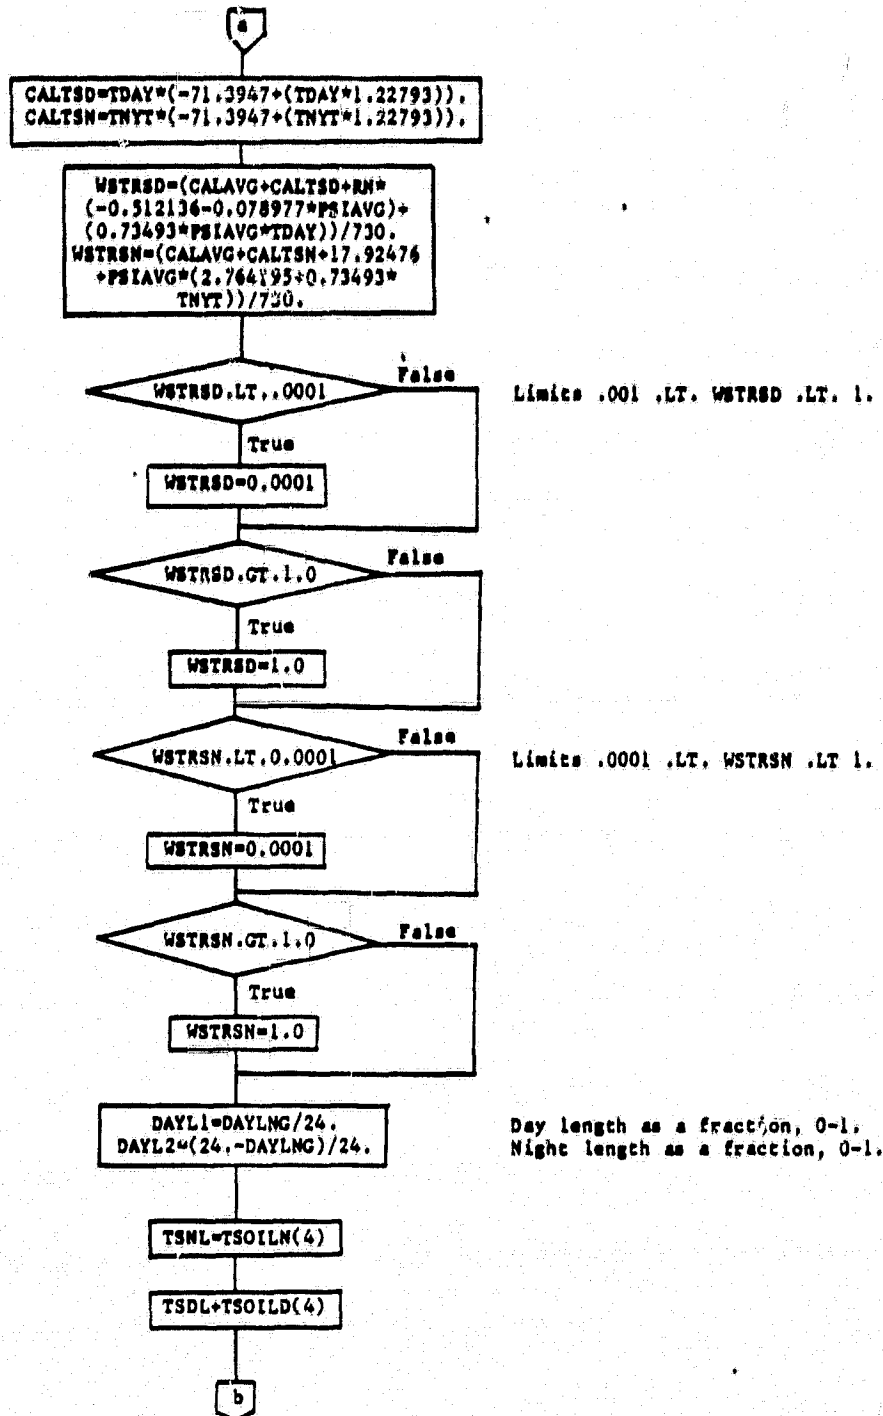 a
CALTSD=TDAY*(-71.3947+(TDAY*1.22793)).
CALTSN=TNYT*(-71.3947+(TNYT*1.22793)).
WSTRSD=(CALAVG+CALTSD+RN*
(-0.512136-0.078977*PSIAVG)+
(0.73493*PSIAVG*TDAY))/730.
WSTRSN=(CALAVG+CALTSN+17.92476
+PSIAVG*(2.764195+0.73493*
TNYT))/730.
WSTRSD.LT..0001
False
Limits .001 .LT. WSTRSD .LT. 1.
True
WSTRSD=0.0001
WSTRSD.GT.1.0
False
True
WSTRSD=1.0
WSTRSN.LT.0.0001
False
Limits .0001 .LT. WSTRSN .LT 1.
True
WSTRSN=0.0001
WSTRSN.GT.1.0
False
True
WSTRSN=1.0
DAYL1=DAYLNG/24.
DAYL2=(24.-DAYLNG)/24.
Day length as a fraction, 0-1.
Night length as a fraction, 0-1.
TSNL=TSOILN(4)
TSDL+TSOILD(4)
b